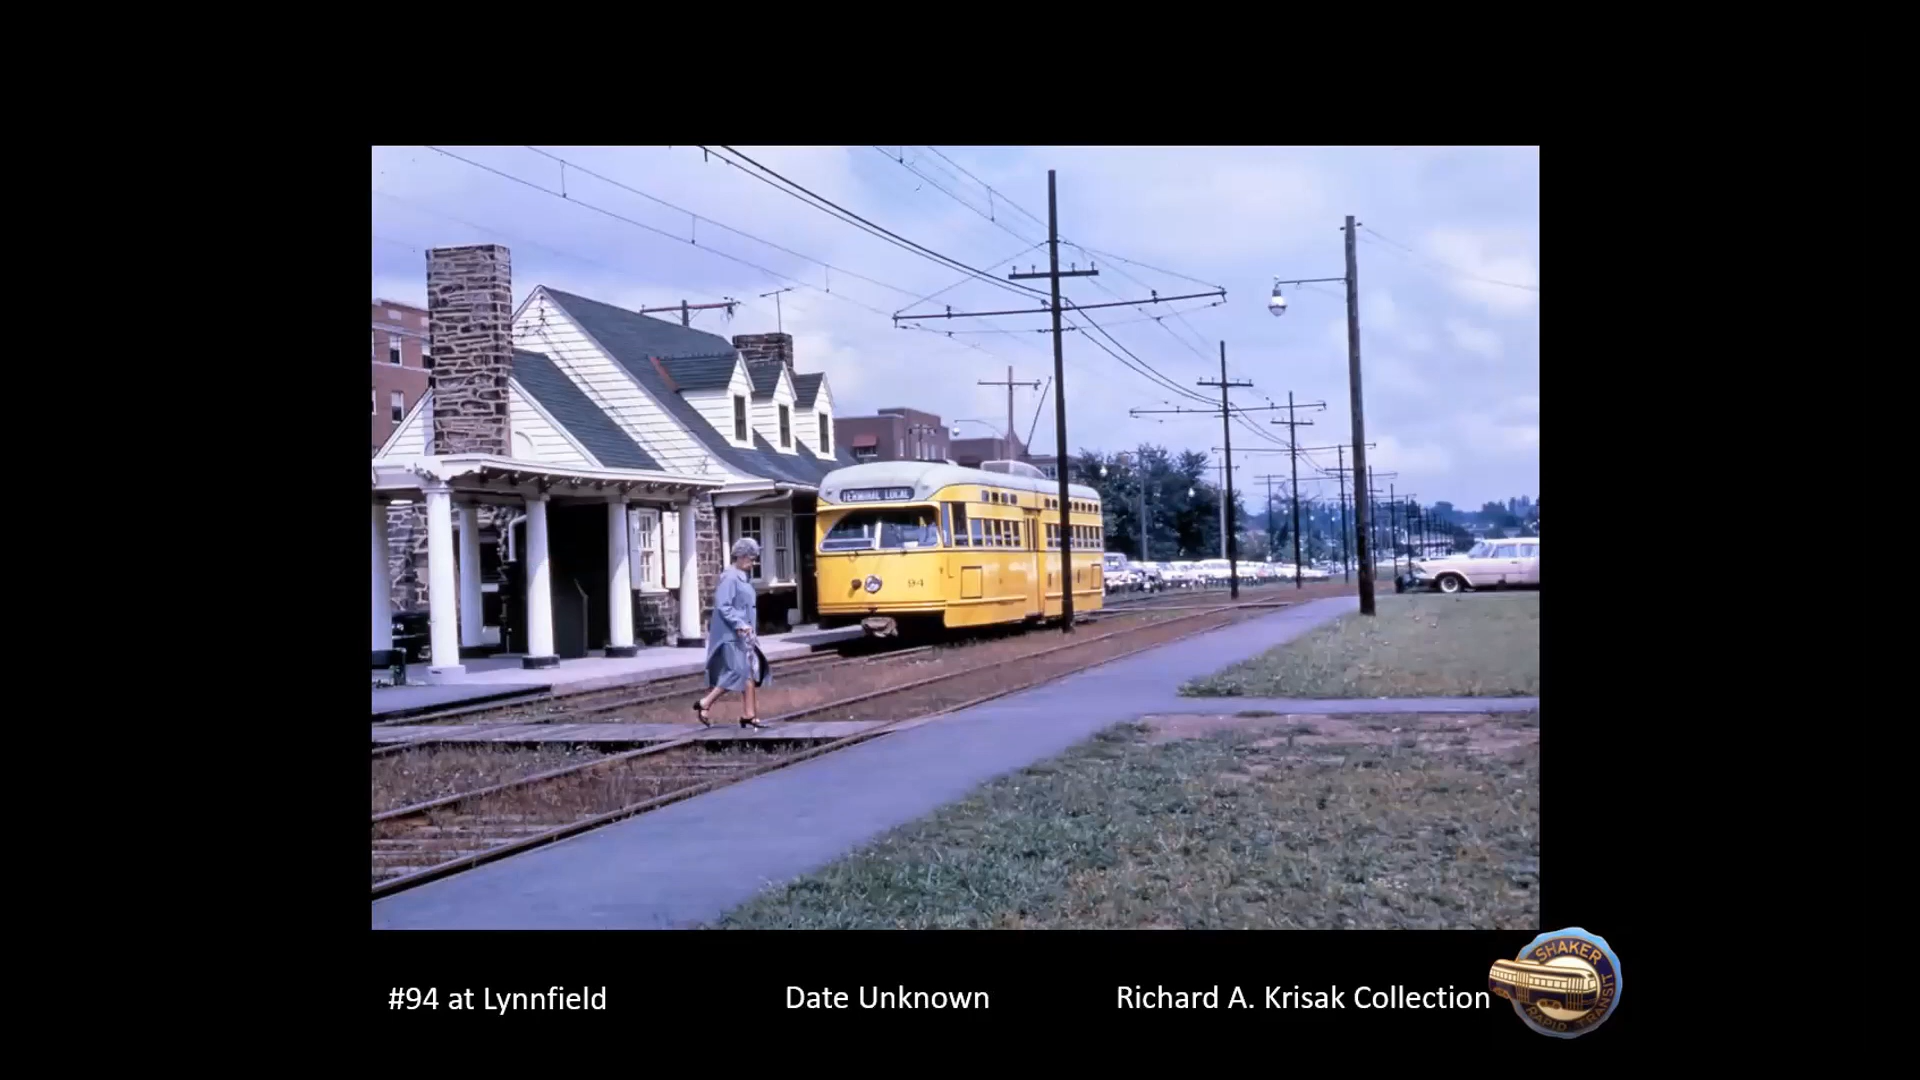 TERMINAL LOCAL
94
#94 at Lynnfield
Date Unknown
Richard A. Krisak Collection
SHAKER
RAPID TRANSIT